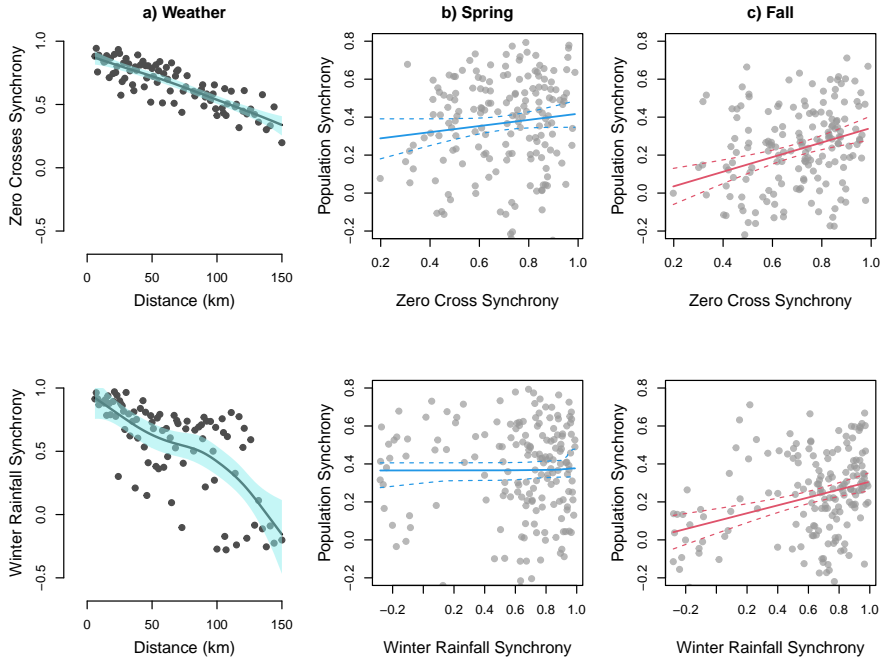 a) Weather
b) Spring
c) Fall
Zero Crosses Synchrony
1.0
0.5
0.0
−0.5
0 50 100 150
Distance (km)
Population Synchrony
0.8
0.6
0.4
0.2
0.0
−0.2
0.2 0.4 0.6 0.8 1.0
Zero Cross Synchrony
Population Synchrony
0.8
0.6
0.4
0.2
0.0
−0.2
0.2 0.4 0.6 0.8 1.0
Zero Cross Synchrony
Winter Rainfall Synchrony
1.0
0.5
0.0
−0.5
0 50 100 150
Distance (km)
Population Synchrony
0.8
0.6
0.4
0.2
0.0
−0.2
−0.2 0.2 0.4 0.6 0.8 1.0
Winter Rainfall Synchrony
Population Synchrony
0.8
0.6
0.4
0.2
0.0
−0.2
−0.2 0.2 0.4 0.6 0.8 1.0
Winter Rainfall Synchrony